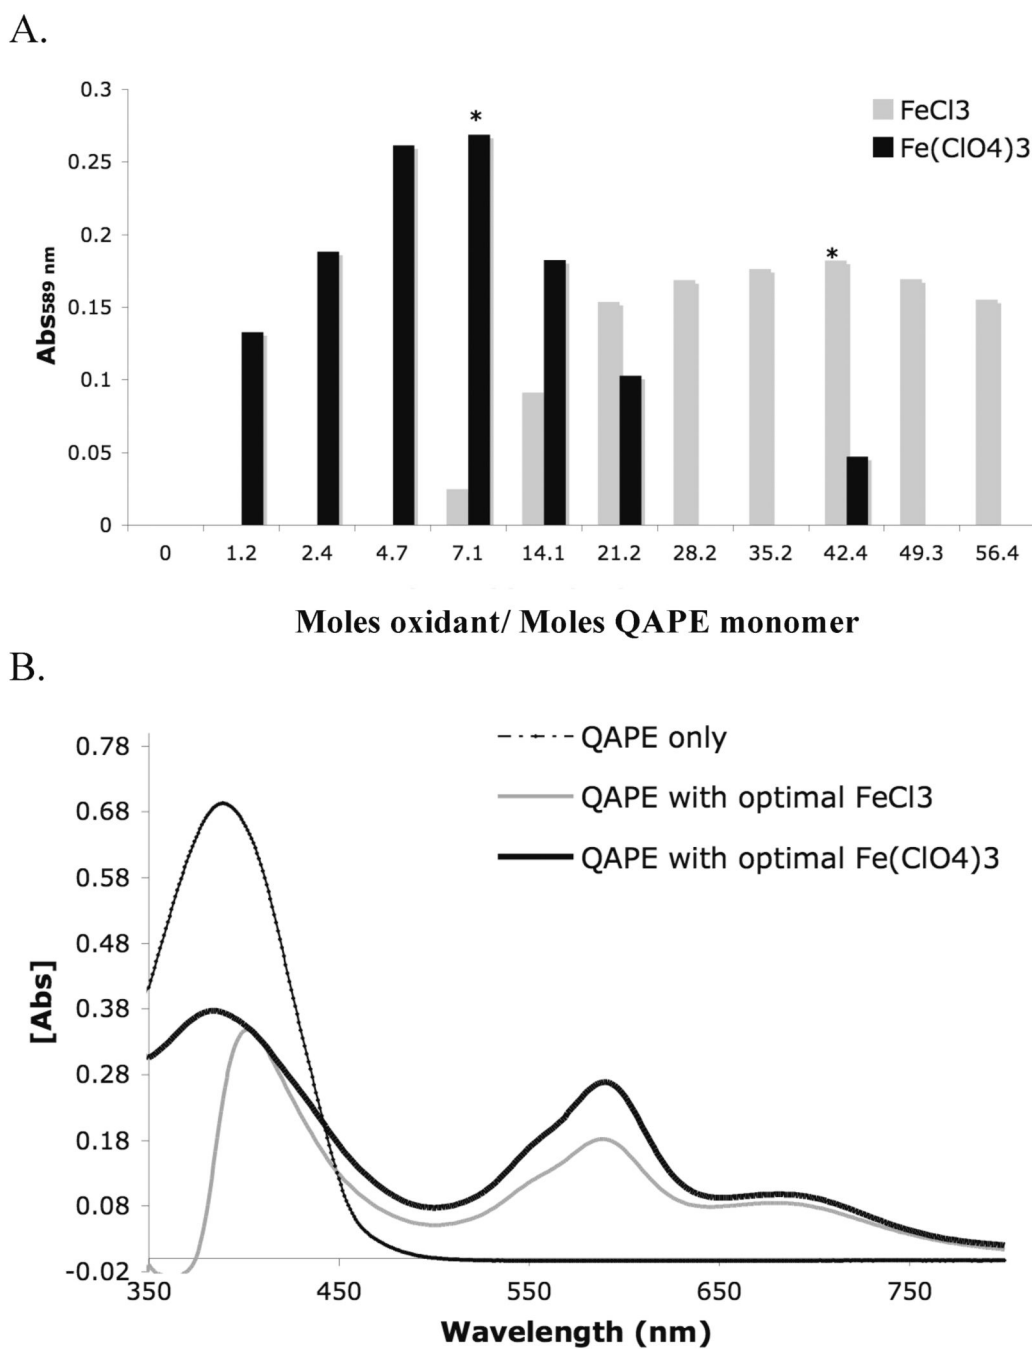 A.
0.3
0.25
0.2
0.15
0.1
0.05
0
Abs589 nm
* *
FeCl3
Fe(ClO4)3
0 1.2 2.4 4.7 7.1 14.1 21.2 28.2 35.2 42.4 49.3 56.4
Moles oxidant/ Moles QAPE monomer
B.
0.78
0.68
0.58
0.48
0.38
0.28
0.18
0.08
-0.02
[Abs]
QAPE only
QAPE with optimal FeCl3
QAPE with optimal Fe(ClO4)3
350 450 550 650 750
Wavelength (nm)